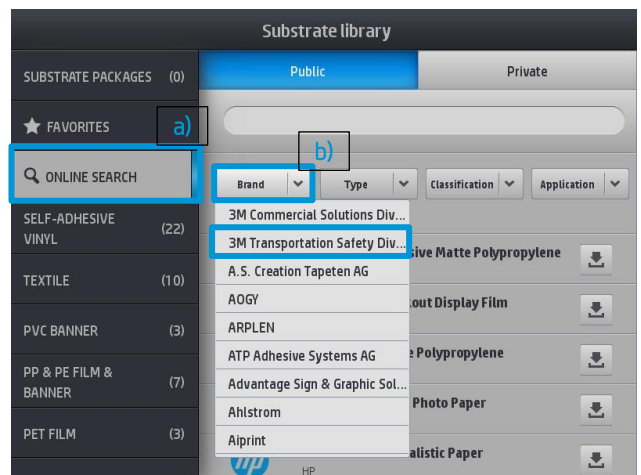 Substrate library
SUBSTRATE PACKAGES (0)
Public
Private
FAVORITES
a)
b)
ONLINE SEARCH
Brand
Type
Classification
Application
SELF-ADHESIVE
VINYL
(22)
TEXTILE (10)
PVC BANNER (3)
PP & PE FILM &
BANNER
(7)
PET FILM (3)
3M Commercial Solutions Div...
3M Transportation Safety Div...
A.S. Creation Tapeten AG
AOGY
ARPLEN
ATP Adhesive Systems AG
Advantage Sign & Graphic Sol...
Ahlstrom
Aiprint
Matte Polypropylene
Display Film
Polypropylene
Photo Paper
Paper
hp
HP